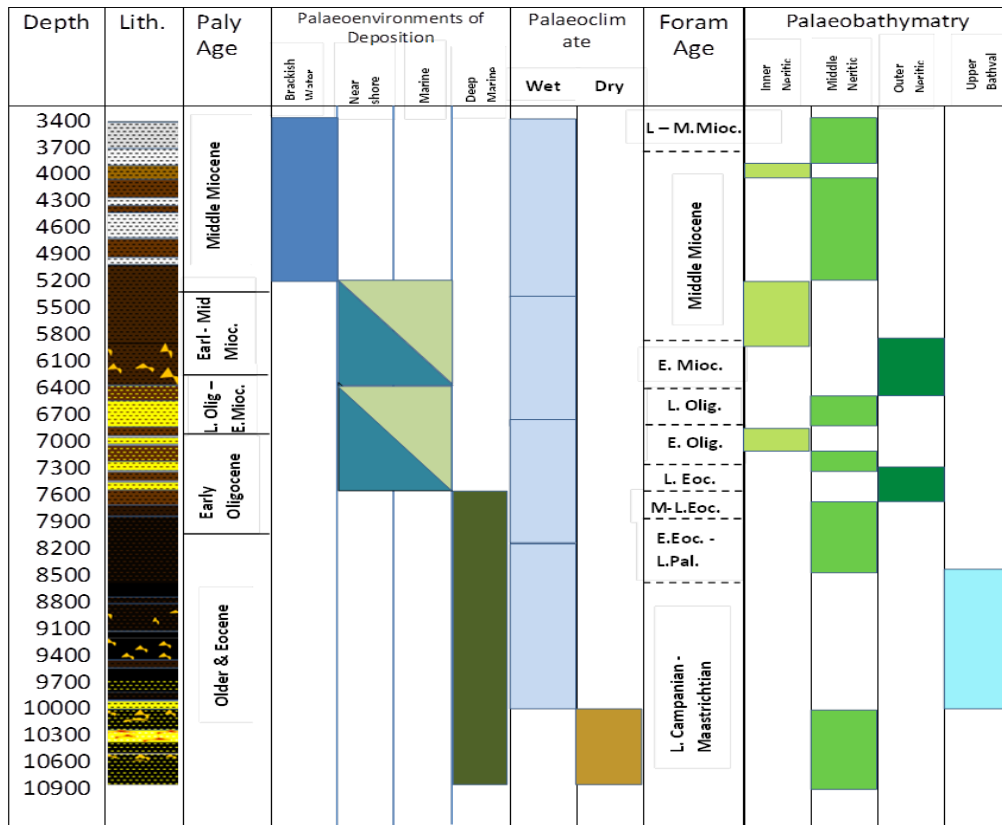 Depth
Lith.
Paly
Age
Palaeoenvironments of
Deposition
Brackish
Water
Near
shore
Marine
Deep
Marine
Palaeoclim
ate
Wet
Dry
Foram
Age
Palaeobathymatry
Inner
Neritic
Middle
Neritic
Outer
Neritic
Upper
Bathyal
3400
3700
4000
4300
4600
4900
5200
5500
5800
6100
6400
6700
7000
7300
7600
7900
8200
8500
8800
9100
9400
9700
10000
10300
10600
10900
Middle Miocene
Earl - Mid
Mioc.
L. Olig –
E.Mioc.
Early
Oligocene
Older & Eocene
L – M.Mioc.
Middle Miocene
E. Mioc.
L. Olig.
E. Olig.
L. Eoc.
M- L.Eoc.
E.Eoc. -
L.Pal.
L. Campanian -
Maastrichtian